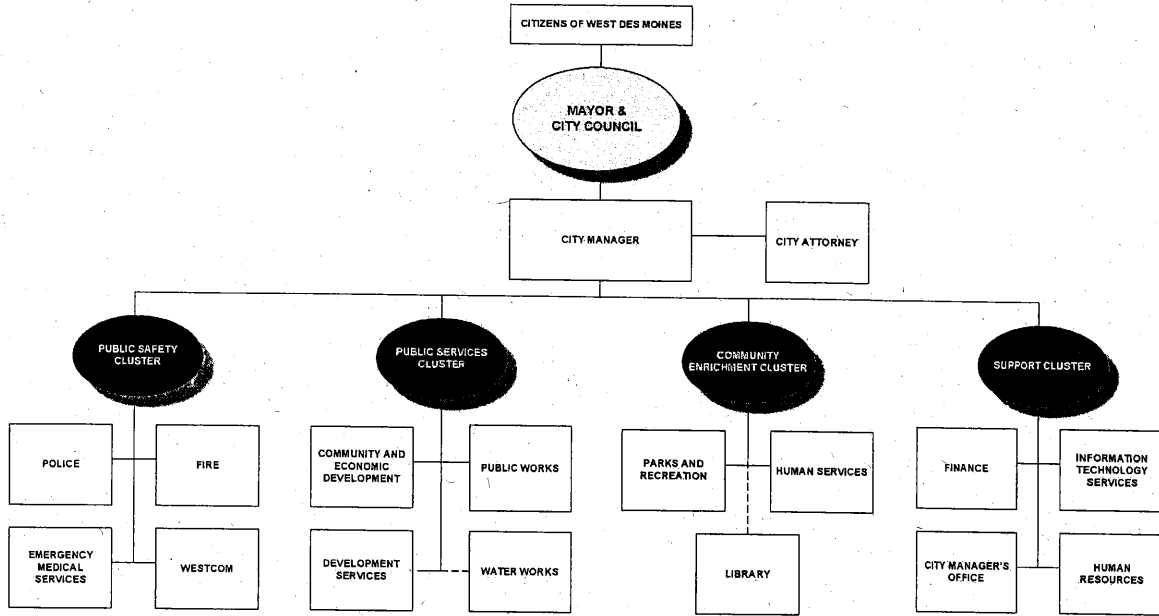 CITIZENS OF WEST DES MOINES
MAYOR &
CITY COUNCIL
CITY MANAGER
CITY ATTORNEY
PUBLIC SAFETY
CLUSTER
PUBLIC SERVICES
CLUSTER
COMMUNITY
ENRICHMENT CLUSTER
SUPPORT CLUSTER
POLICE
FIRE
COMMUNITY AND
ECONOMIC
DEVELOPMENT
PUBLIC WORKS
PARKS AND
RECREATION
HUMAN SERVICES
FINANCE
INFORMATION
TECHNOLOGY
SERVICES
EMERGENCY
MEDICAL
SERVICES
WESTCOM
DEVELOPMENT
SERVICES
WATER WORKS
LIBRARY
CITY MANAGER'S
OFFICE
HUMAN
RESOURCES